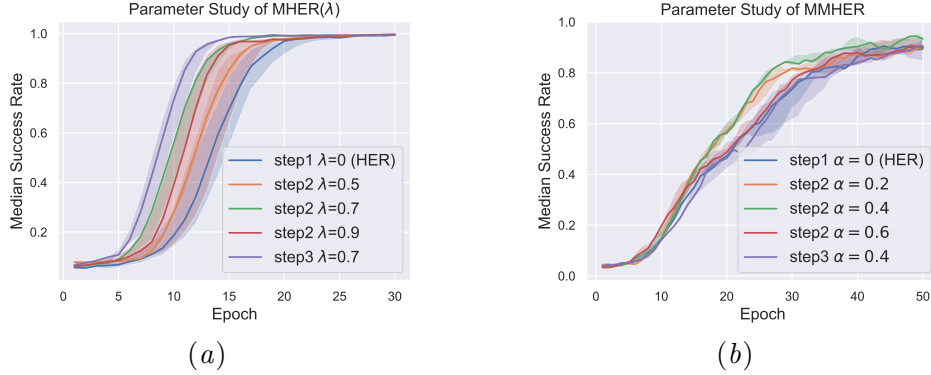 Parameter Study of MHER(λ)
Median Success Rate
1.0
0.8
0.6
0.4
0.2
step1 λ=0 (HER)
step2 λ=0.5
step2 λ=0.7
step2 λ=0.9
step3 λ=0.7
0 5 10 15 20 25 30
Epoch
(a)
Parameter Study of MMHER
Median Success Rate
1.0
0.8
0.6
0.4
0.2
0.0
step1 α = 0 (HER)
step2 α = 0.2
step2 α = 0.4
step2 α = 0.6
step3 α = 0.4
0 10 20 30 40 50
Epoch
(b)